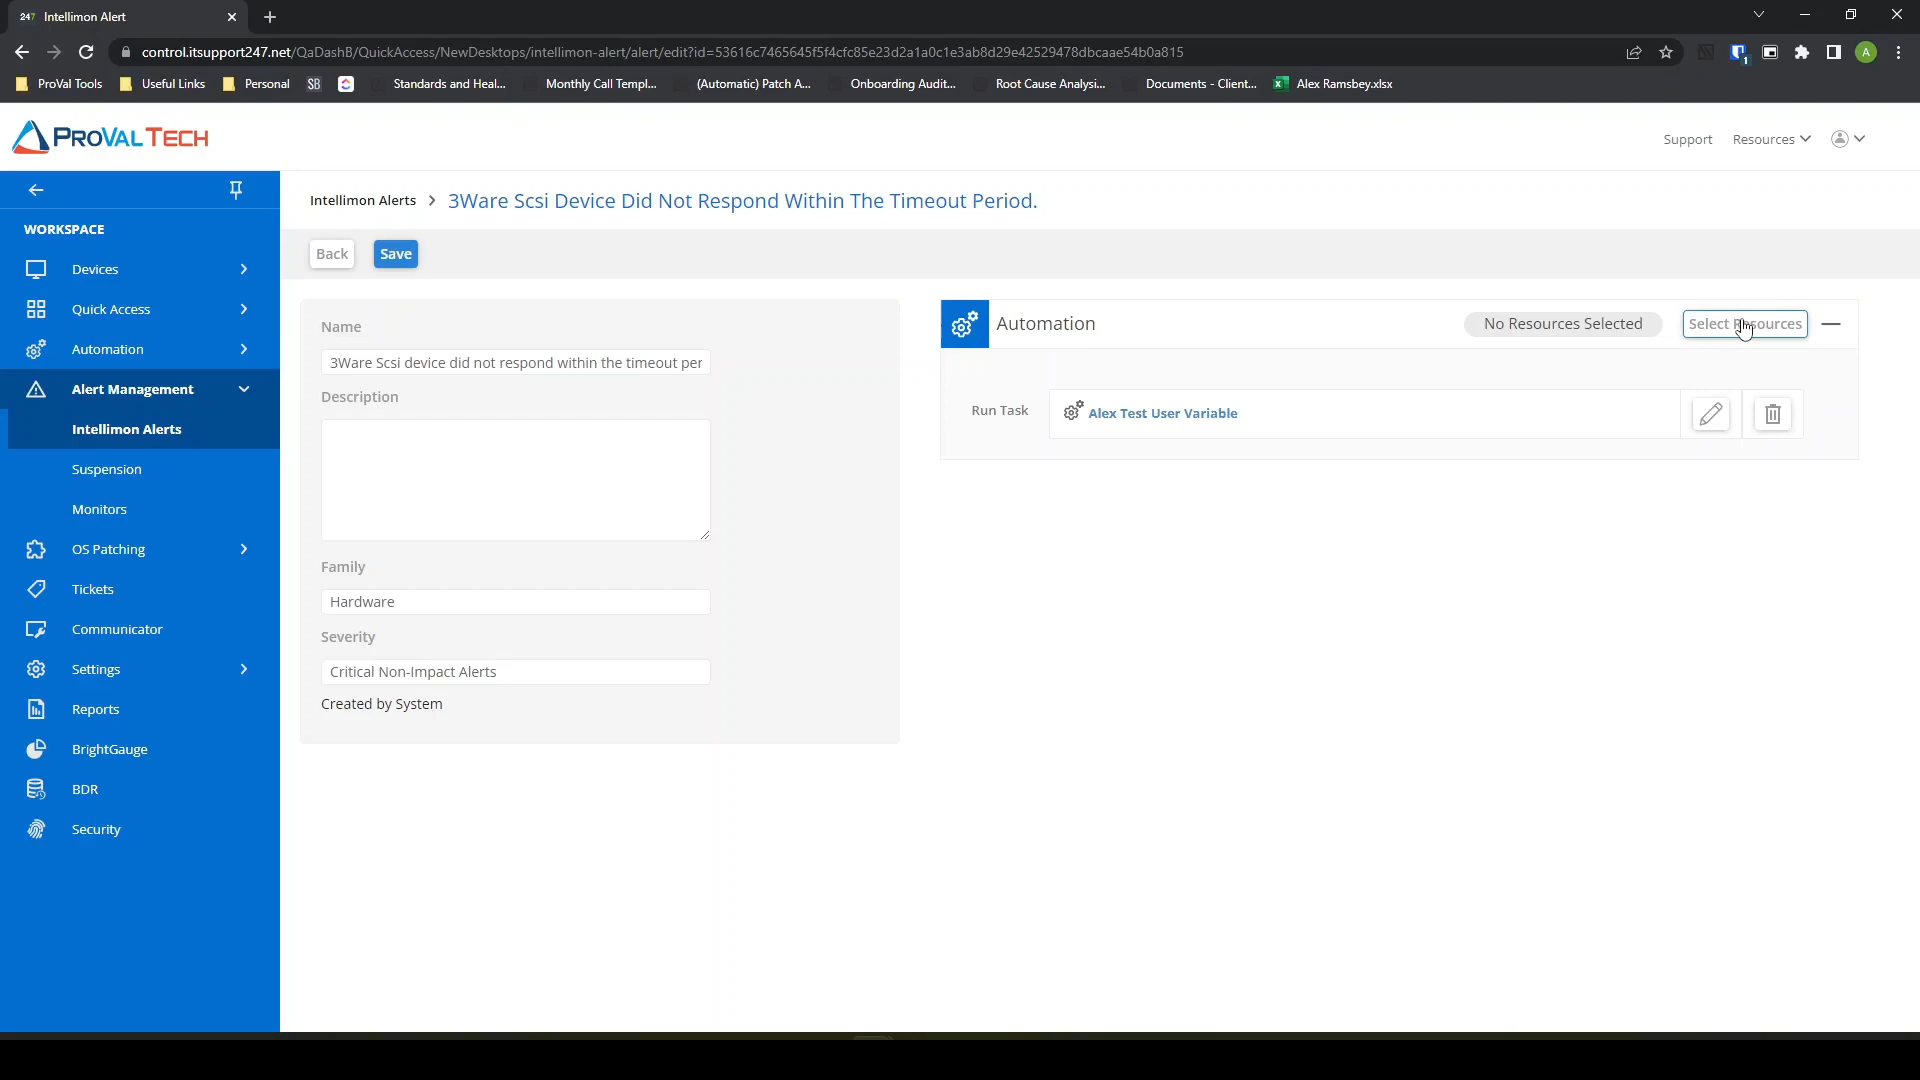 247 Intellimon Alert
control.itsupport247.net/QaDashB/QuickAccess/NewDesktops/intellimon-alert/alert/edit?id=53616c7465645f5f4cfc85e23d2a1a0c1e3ab8d29e42529478dbcaae54b0a815
1
A
ProVal Tools
Useful Links
Personal
SB
Standards and Heal...
Monthly Call Templ...
(Automatic) Patch A...
Onboarding Audit...
Root Cause Analysi...
Documents - Client...
Alex Ramsbey.xlsx
PROVAL TECH
Support
Resources
Intellimon Alerts > 3Ware Scsi Device Did Not Respond Within The Timeout Period.
WORKSPACE
Devices
Quick Access
Automation
Alert Management
Intellimon Alerts
Suspension
Monitors
OS Patching
Tickets
Communicator
Settings
Reports
BrightGauge
BDR
Security
Back
Save
Name
3Ware Scsi device did not respond within the timeout per
Description
Family
Hardware
Severity
Critical Non-Impact Alerts
Created by System
Automation
No Resources Selected
Select Resources
Run Task
Alex Test User Variable